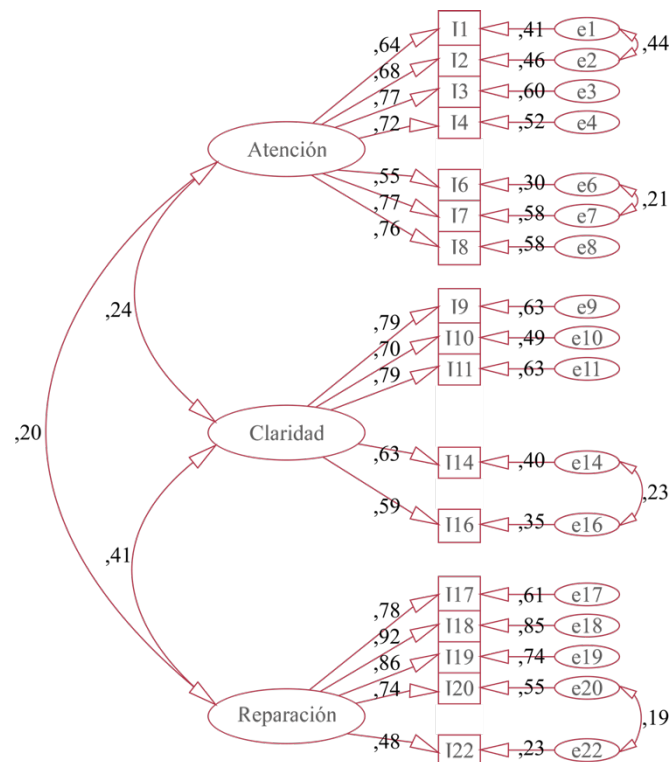 ,64 I1 ,41 e1 ,44
,68 I2 ,46 e2
,77 I3 ,60 e3
,72 I4 ,52 e4
Atención
,55 I6 ,30 e6 ,21
,77 I7 ,58 e7
,76 I8 ,58 e8
,24
,79 I9 ,63 e9
,70 I10 ,49 e10
,79 I11 ,63 e11
,20
Claridad
,63 I14 ,40 e14
,23
,59 I16 ,35 e16
,41
,78 I17 ,61 e17
,92 I18 ,85 e18
,86 I19 ,74 e19
,74 I20 ,55 e20
Reparación
,19
,48 I22 ,23 e22